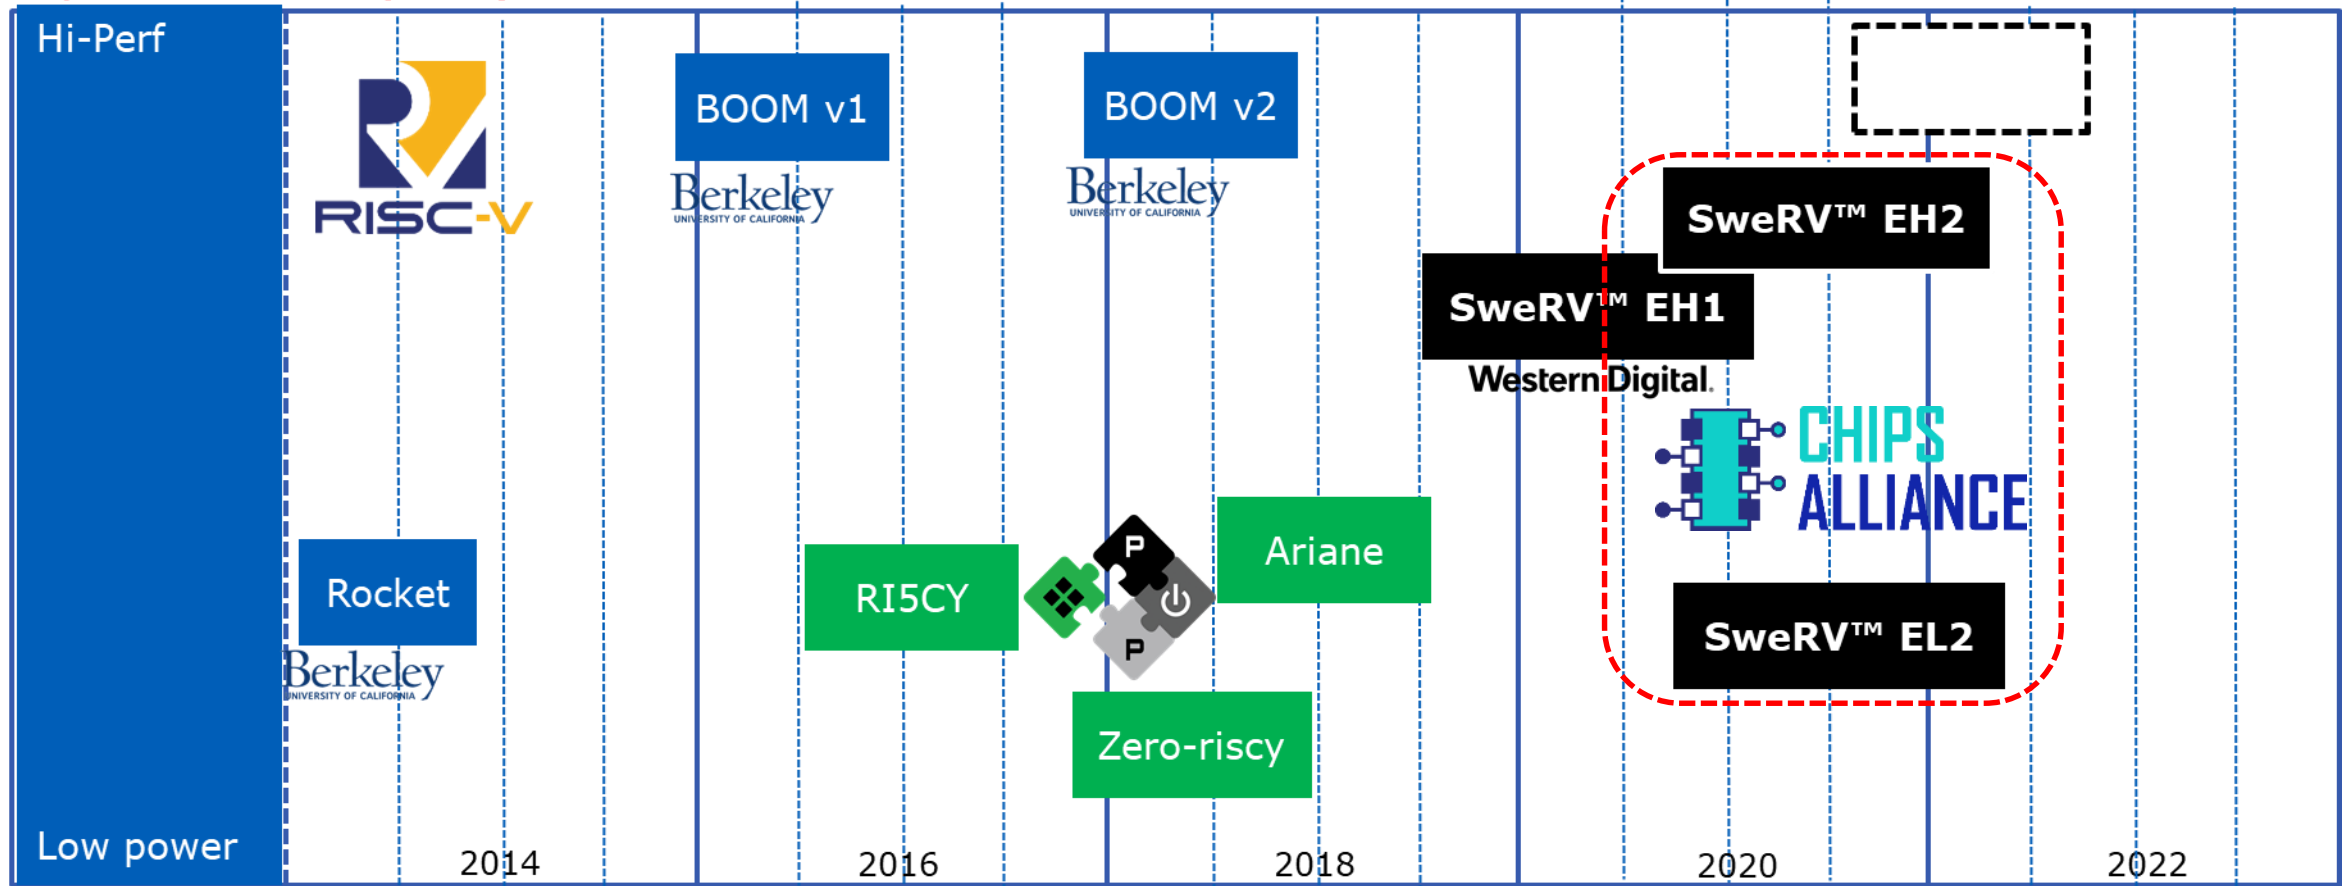 Hi-Perf
RISC-V
BOOM v1
Berkeley
UNIVERSITY OF CALIFORNIA
BOOM v2
Berkeley
UNIVERSITY OF CALIFORNIA
SweRV™ EH2
SweRV™ EH1
Western Digital.
CHIPS
ALLIANCE
Rocket
Berkeley
UNIVERSITY OF CALIFORNIA
RI5CY
P
P
Ariane
SweRV™ EL2
Zero-riscy
Low power
2014
2016
2018
2020
2022